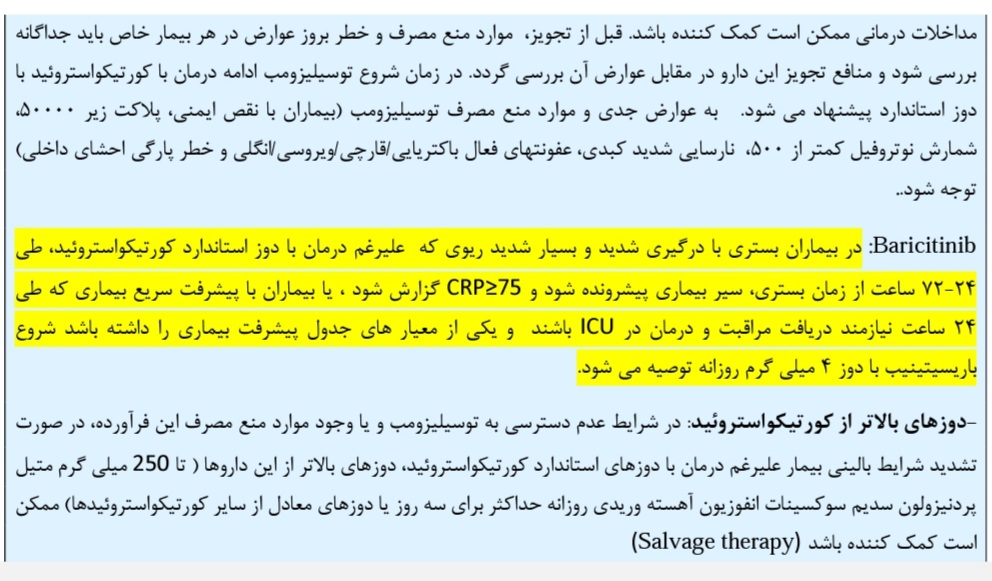 مداخلات درمانی ممکن است کمک کننده باشد. قبل از تجویز، موارد منع مصرف و خطر بروز عوارض در هر بیمار خاص باید جداگانه
بررسی شود و منافع تجویز این دارو در مقابل عوارض آن بررسی گردد. در زمان شروع توسیلیزومب ادامه درمان با کورتیکواستروئید با
دوز استاندارد پیشنهاد می شود. به عوارض جدی و موارد منع مصرف توسیلیزومب (بیماران با نقص ایمنی، پلاکت زیر ۵۰۰۰۰،
شمارش نوتروفیل کمتر از ۵۰۰، نارسایی شدید کبدی، عفونتهای فعال باکتریایی/قارچی/ویروسی/انگلی و خطر پارگی احشای داخلی)
توجه شود..
Baricitinib: در بیماران بستری با درگیری شدید و بسیار شدید ریوی که علیرغم درمان با دوز استاندارد کورتیکواستروئید، طی
۷۲-۲۴ ساعت از زمان بستری، سیر بیماری پیشرونده شود و CRP≥75 گزارش شود ، یا بیماران با پیشرفت سریع بیماری که طی
۲۴ ساعت نیازمند دریافت مراقبت و درمان در ICU باشند و یکی از معیار های جدول پیشرفت بیماری را داشته باشد شروع
باریسیتینیب با دوز ۴ میلی گرم روزانه توصیه می شود.
-دوزهای بالاتر از کورتیکواستروئید: در شرایط عدم دسترسی به توسیلیزومب و یا وجود موارد منع مصرف این فرآورده، در صورت
تشدید شرایط بالینی بیمار علیرغم درمان با دوزهای استاندارد کورتیکواستروئید، دوزهای بالاتر از این داروها ( تا 250 میلی گرم متیل
پردنیزولون سدیم سوکسینات انفوزیون آهسته وریدی روزانه حداکثر برای سه روز یا دوزهای معادل از سایر کورتیکواستروئیدها) ممکن
است کمک کننده باشد (Salvage therapy)